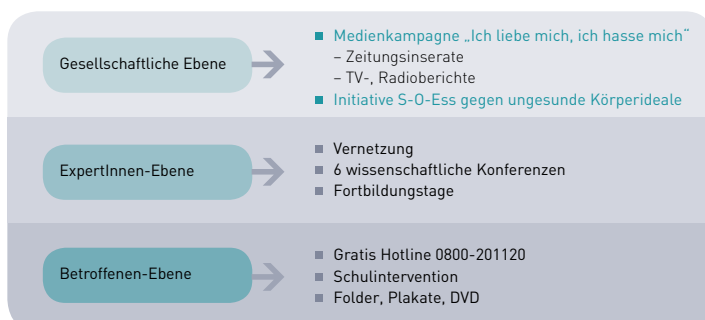 Gesellschaftliche Ebene
■ Medienkampagne „Ich liebe mich, ich hasse mich“
– Zeitungsinserate
– TV-, Radioberichte
■ Initiative S-O-Ess gegen ungesunde Körperideale
ExpertInnen-Ebene
■ Vernetzung
■ 6 wissenschaftliche Konferenzen
■ Fortbildungstage
Betroffenen-Ebene
■ Gratis Hotline 0800-201120
■ Schulintervention
■ Folder, Plakate, DVD